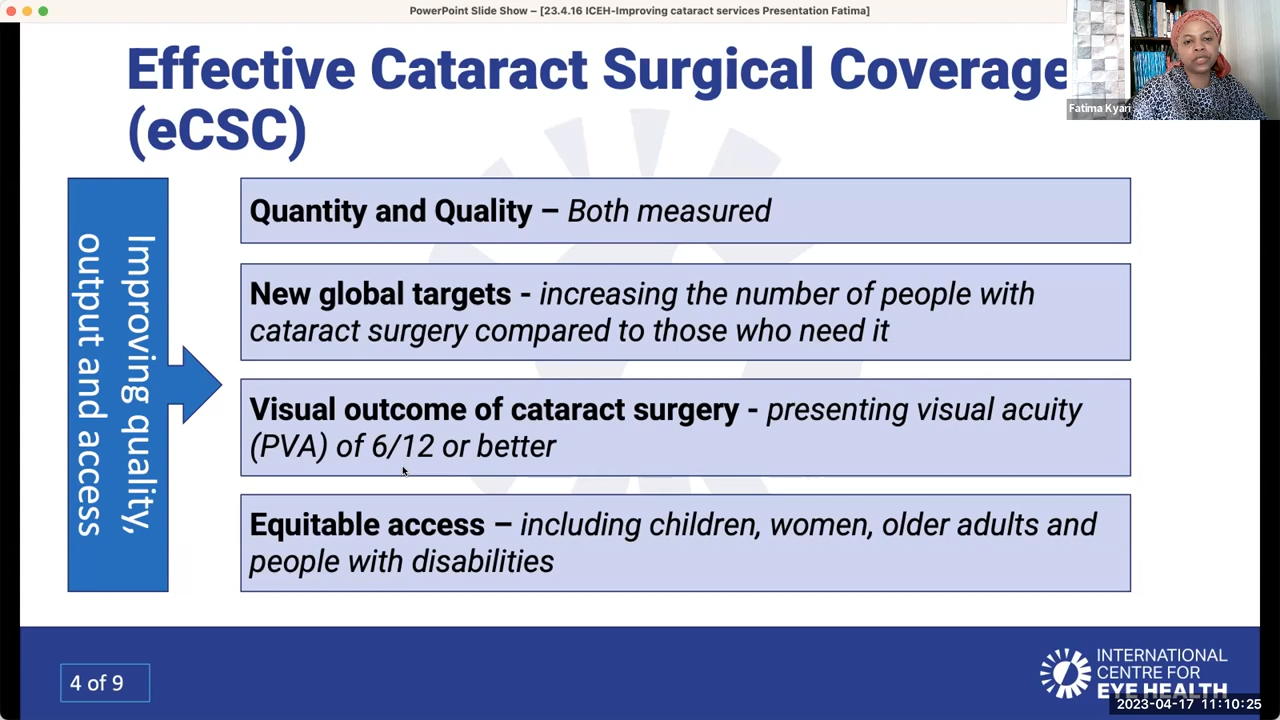 PowerPoint Slide Show – [23.4.16 ICEH-Improving cataract services Presentation Fatima]
Effective Cataract Surgical Coverage
(eCSC)
Fatima Kyari
Improving quality,
output and access
Quantity and Quality – Both measured
New global targets - increasing the number of people with
cataract surgery compared to those who need it
Visual outcome of cataract surgery - presenting visual acuity
(PVA) of 6/12 or better
Equitable access – including children, women, older adults and
people with disabilities
4 of 9
INTERNATIONAL
CENTRE FOR
EYE HEALTH
2023-04-17 11:10:25